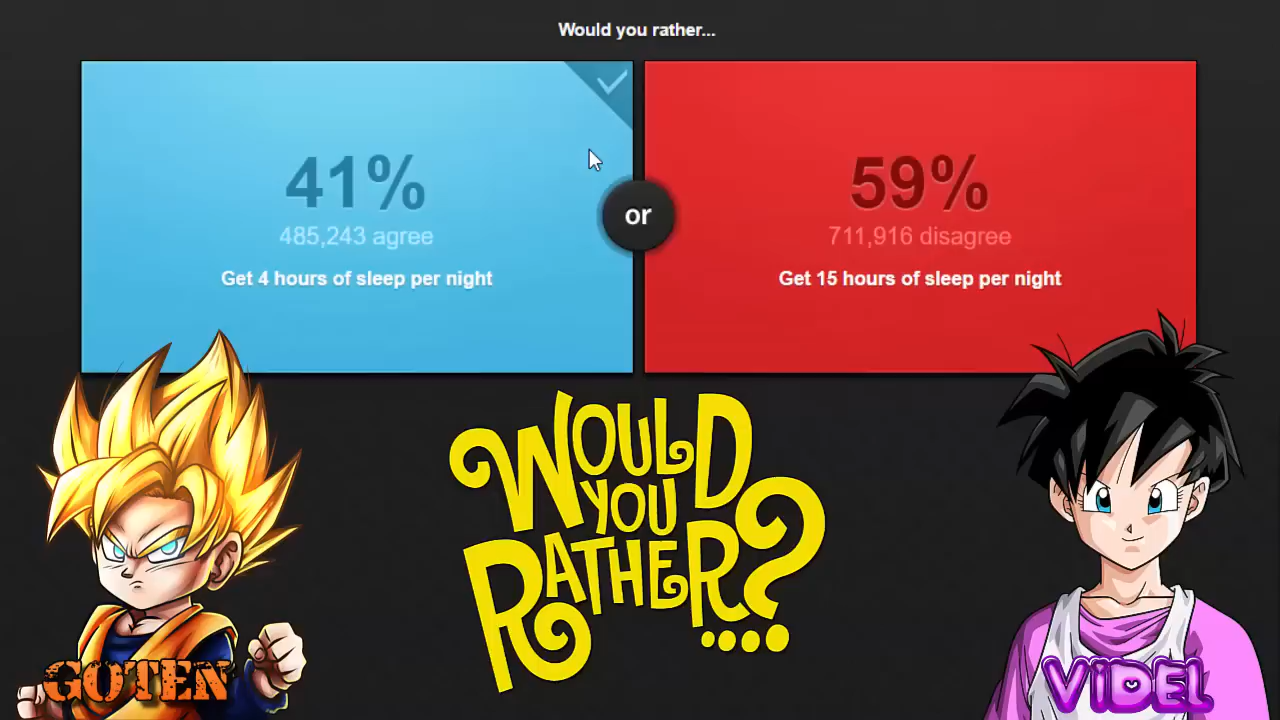 Would you rather...
41%
485,243 agree
Get 4 hours of sleep per night
or
59%
711,916 disagree
Get 15 hours of sleep per night
WOULD
YOU
RATHER....?
GOTEN
ViDEL